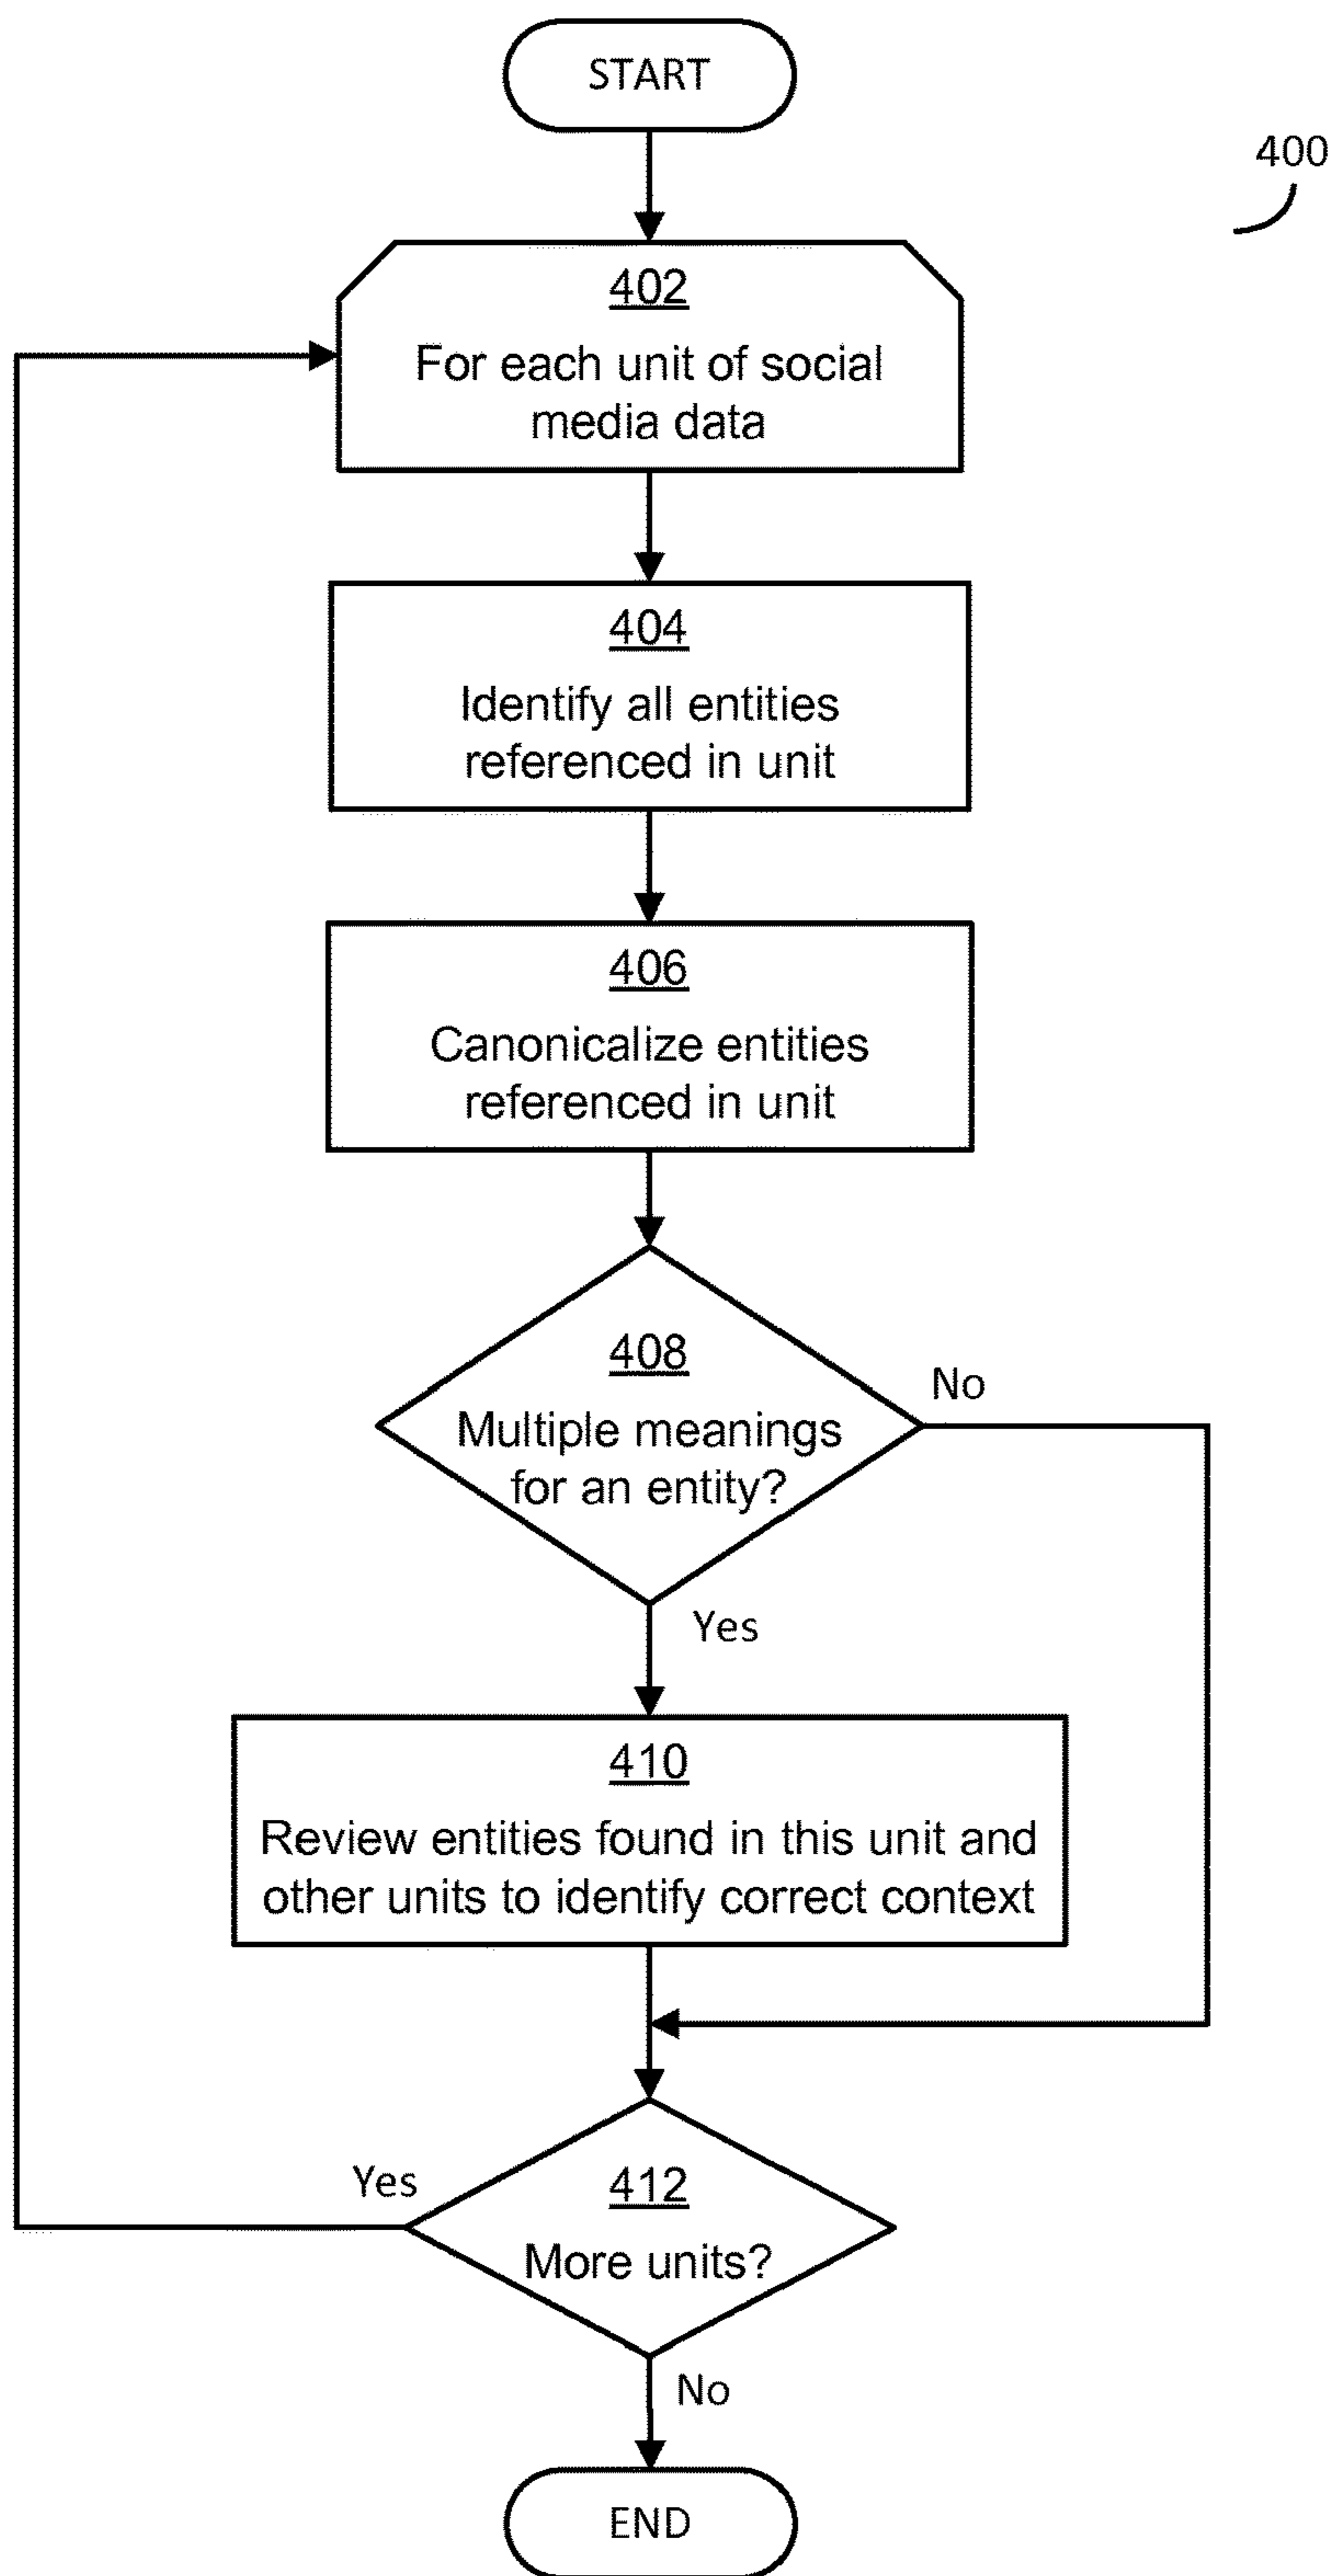 START
400
402
For each unit of social
media data
404
Identify all entities
referenced in unit
406
Canonicalize entities
referenced in unit
408
No
Multiple meanings
for an entity?
Yes
410
Review entities found in this unit and
other units to identify correct context
Yes
412
More units?
No
END